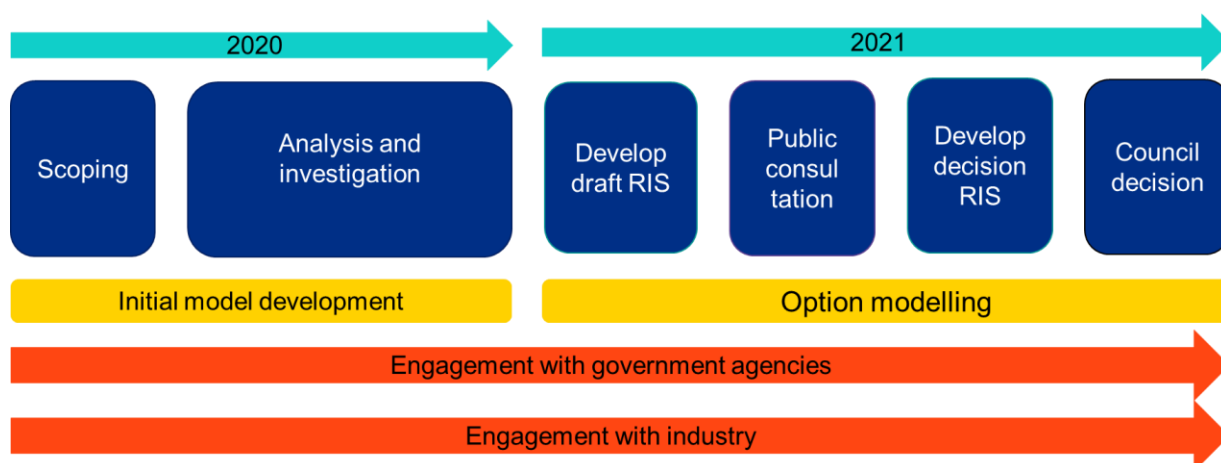 2020
2021
Scoping
Analysis and
investigation
Develop
draft RIS
Public
consul
tation
Develop
decision
RIS
Council
decision
Initial model development
Option modelling
Engagement with government agencies
Engagement with industry